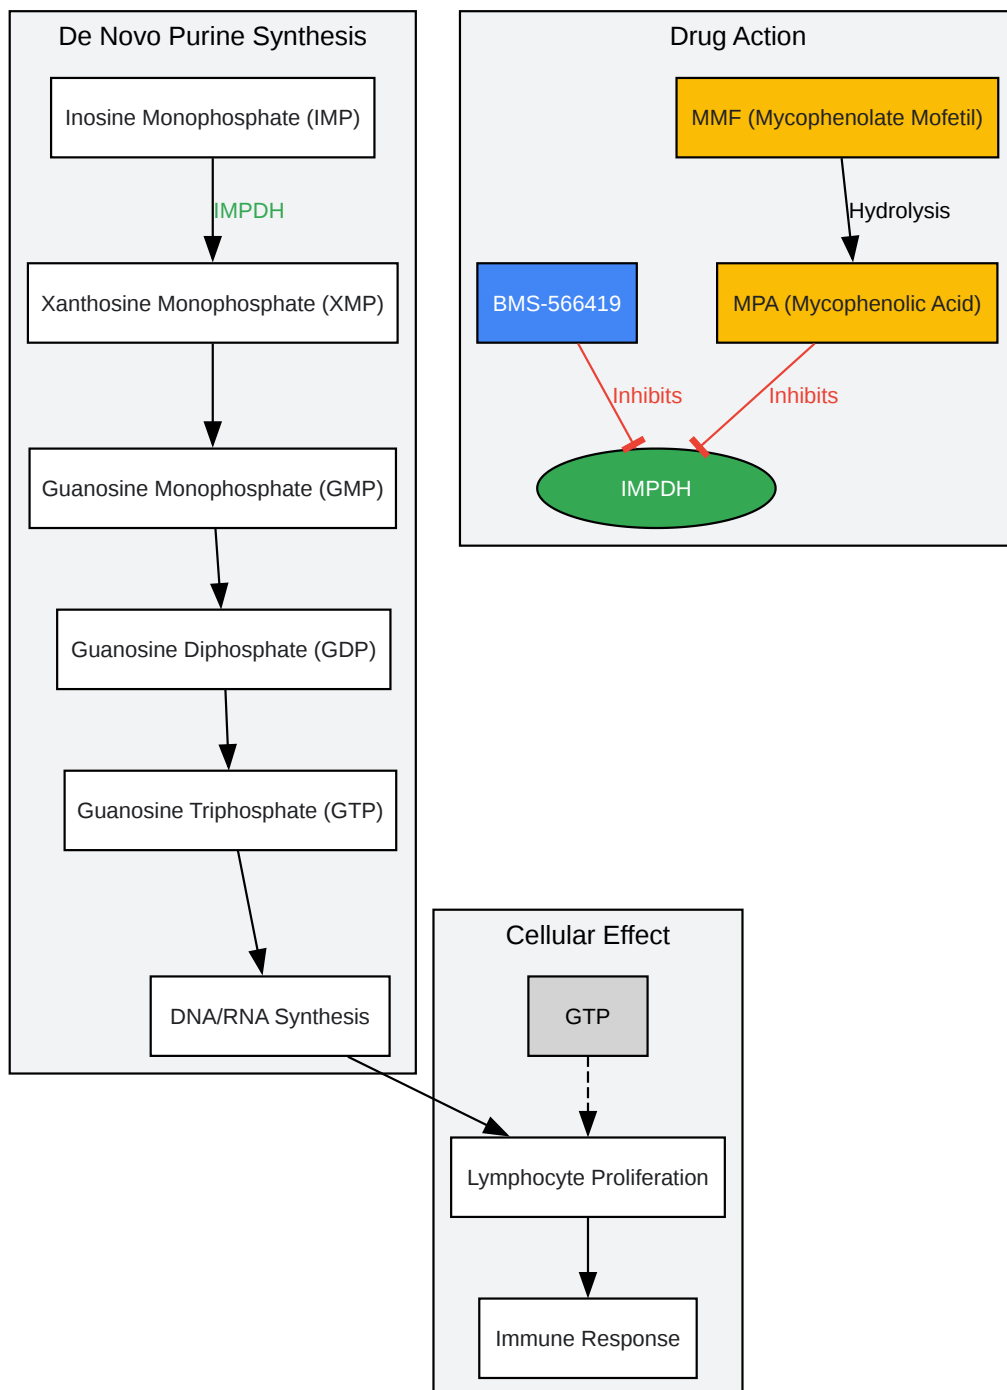 De Novo Purine Synthesis
Inosine Monophosphate (IMP)
IMPDH
Xanthosine Monophosphate (XMP)
Guanosine Monophosphate (GMP)
Guanosine Diphosphate (GDP)
Guanosine Triphosphate (GTP)
DNA/RNA Synthesis
Drug Action
MMF (Mycophenolate Mofetil)
Hydrolysis
BMS-566419
MPA (Mycophenolic Acid)
Inhibits
Inhibits
IMPDH
Cellular Effect
GTP
Lymphocyte Proliferation
Immune Response